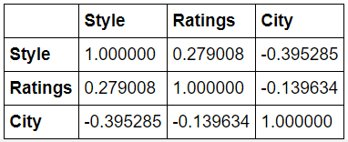 Style Ratings City
Style 1.000000 0.279008 -0.395285
Ratings 0.279008 1.000000 -0.139634
City -0.395285 -0.139634 1.000000